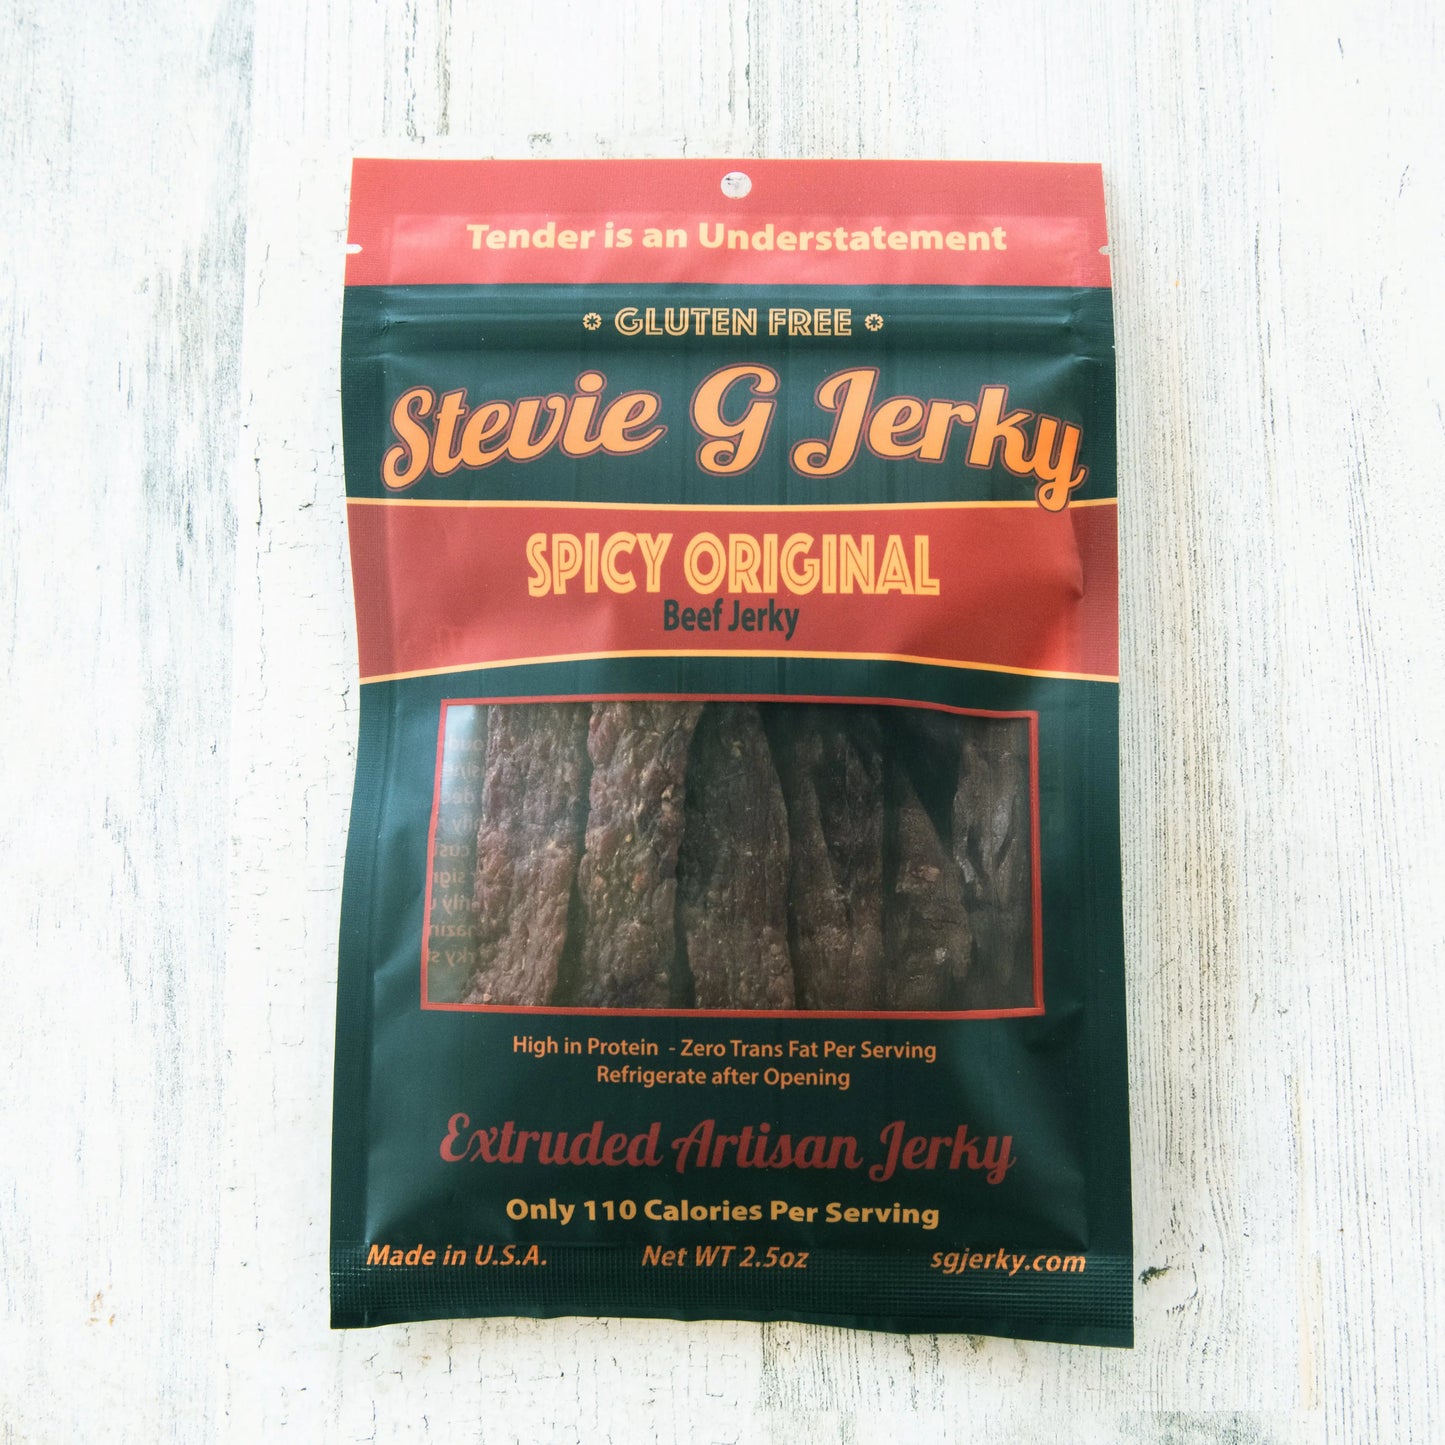 Tender is an Understatement
GLUTEN FREE
Stevie G Jerky
SPICY ORIGINAL
Beef Jerky
High in Protein - Zero Trans Fat Per Serving
Refrigerate after Opening
Extruded Artisan Jerky
Only 110 Calories Per Serving
Made in U.S.A. Net WT 2.5oz sgjerky.com